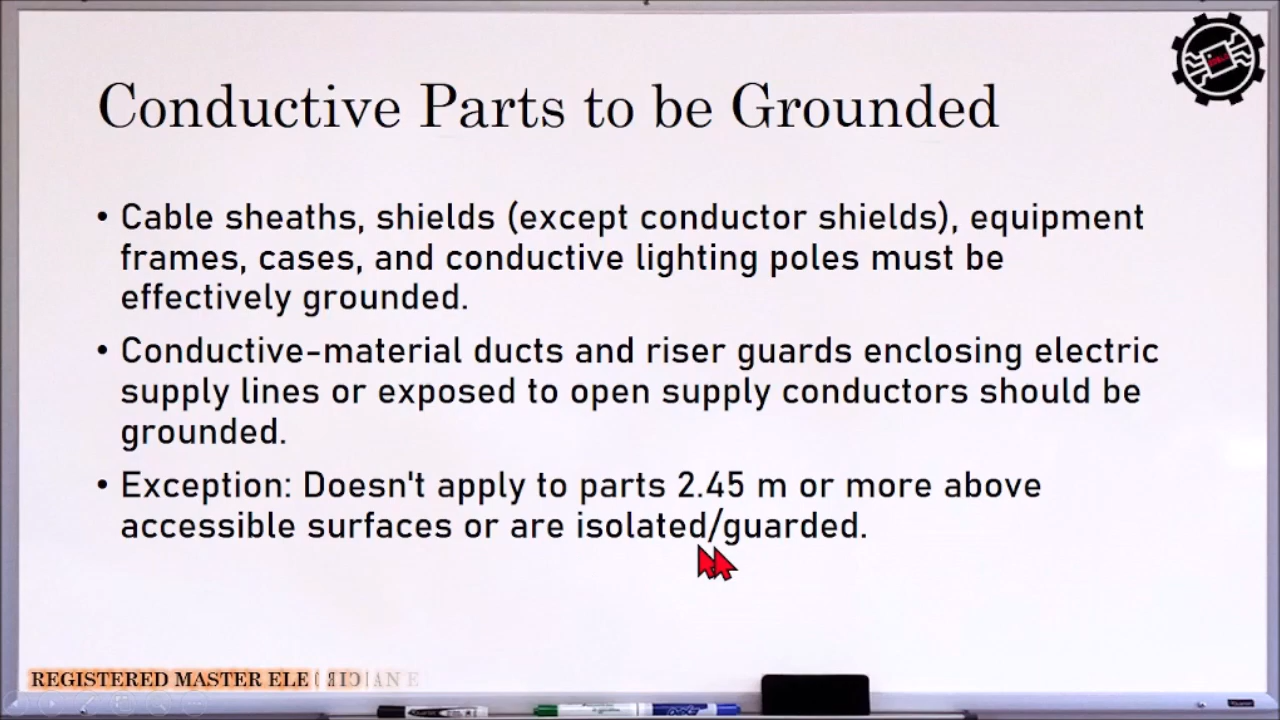 Conductive Parts to be Grounded
• Cable sheaths, shields (except conductor shields), equipment
frames, cases, and conductive lighting poles must be
effectively grounded.
• Conductive-material ducts and riser guards enclosing electric
supply lines or exposed to open supply conductors should be
grounded.
• Exception: Doesn't apply to parts 2.45 m or more above
accessible surfaces or are isolated/guarded.
REGISTERED MASTER